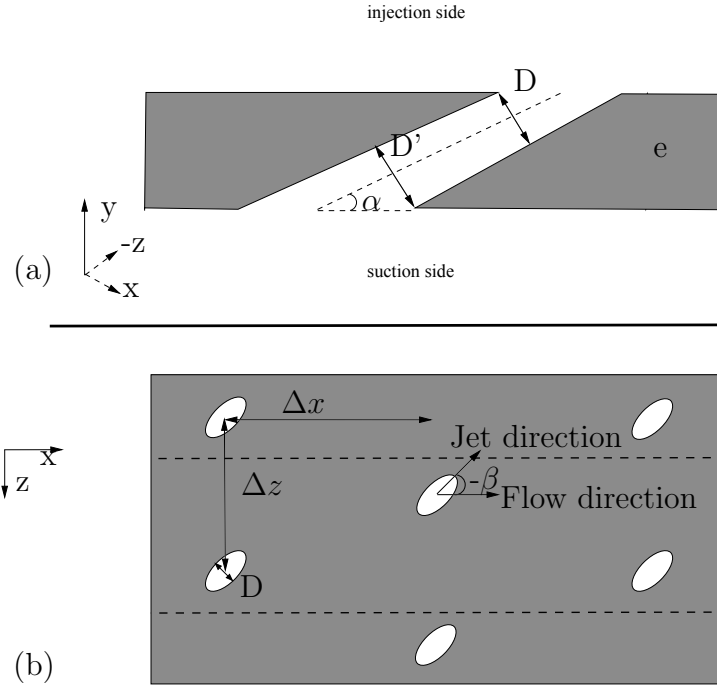 injection side
D
D'
e
α
y
-z
x
(a)
suction side
Δx
Jet direction
x
z
Δz
-β
Flow direction
D
(b)